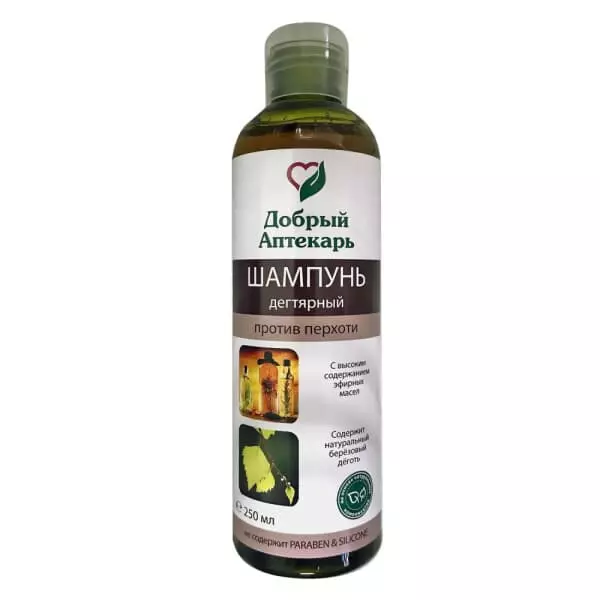 Добрый
Аптекарь
ШАМПУНЬ
дегтярный
против перхоти
С высоким
содержанием
эфирных
масел
Содержит
натуральный
берёзовый
дёготь
℮ 250 мл
не содержит PARABEN & SILICONE